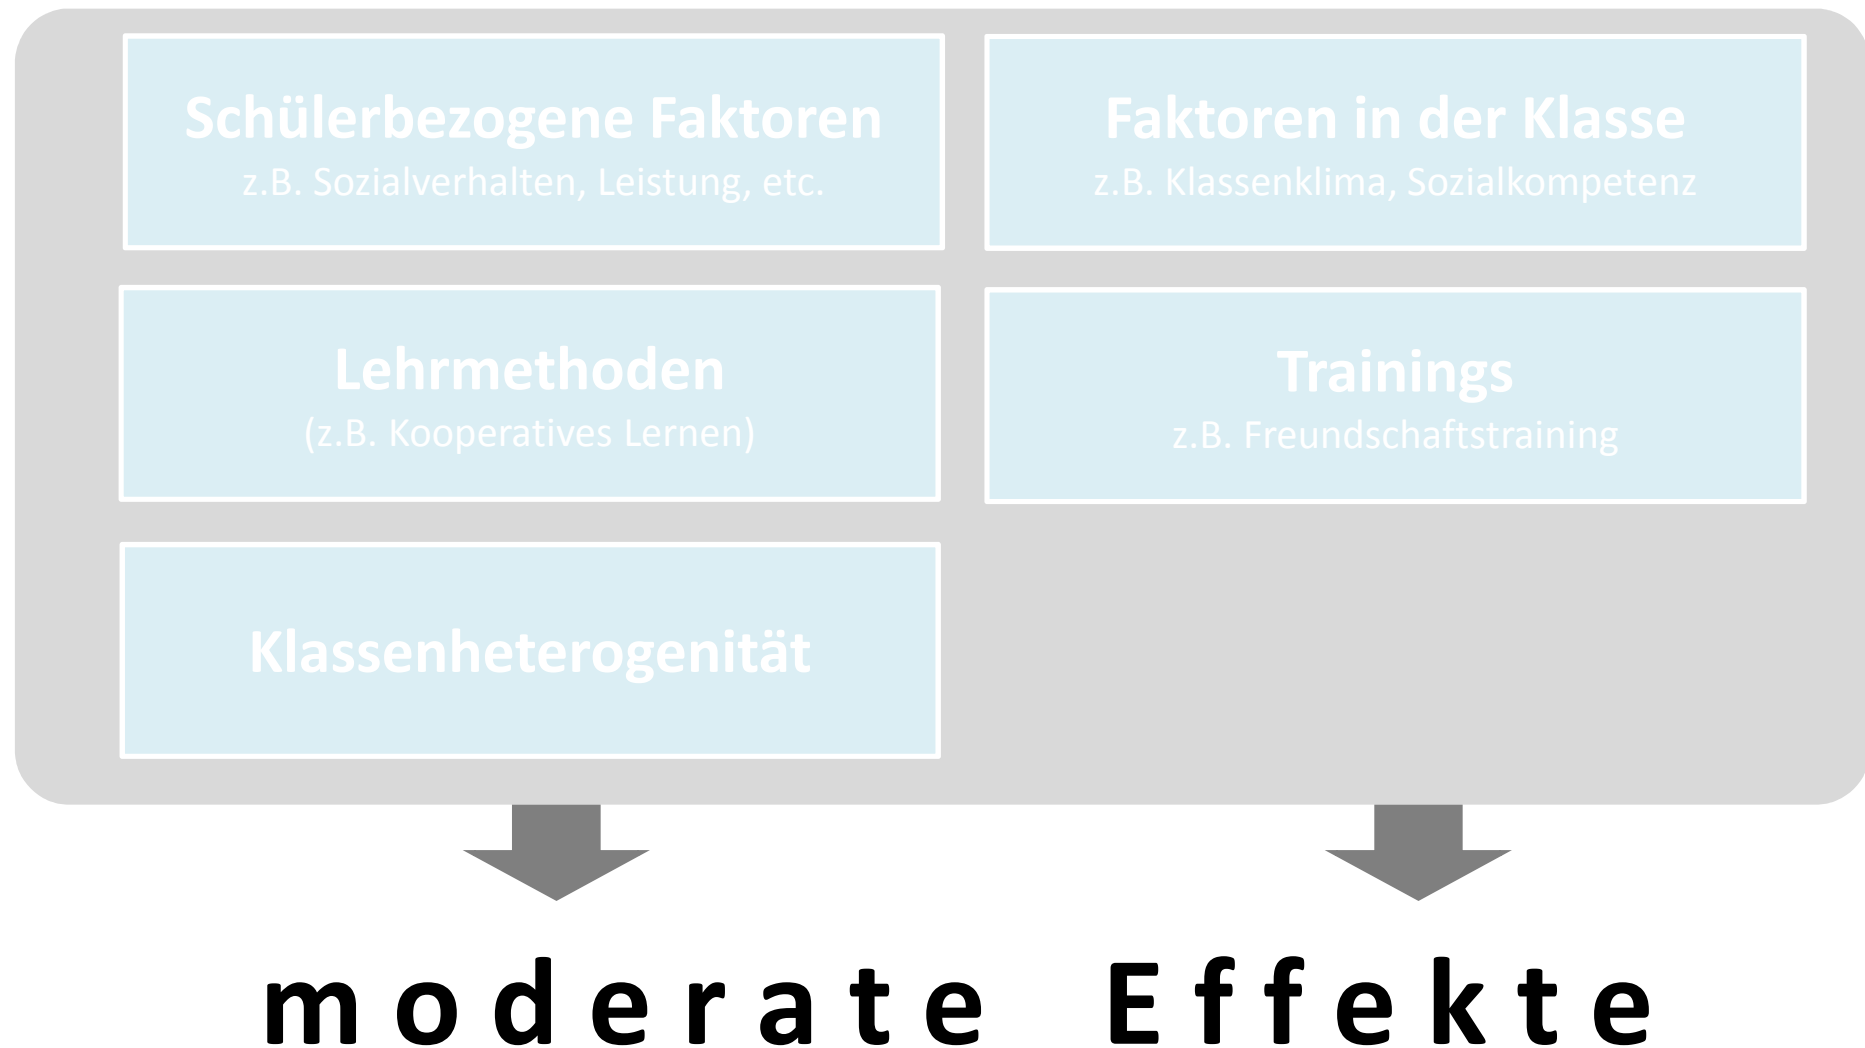 Schülerbezogene Faktoren
z.B. Sozialverhalten, Leistung, etc.
Faktoren in der Klasse
z.B. Klassenklima, Sozialkompetenz
Lehrmethoden
(z.B. Kooperatives Lernen)
Trainings
z.B. Freundschaftstraining
Klassenheterogenität
moderate Effekte